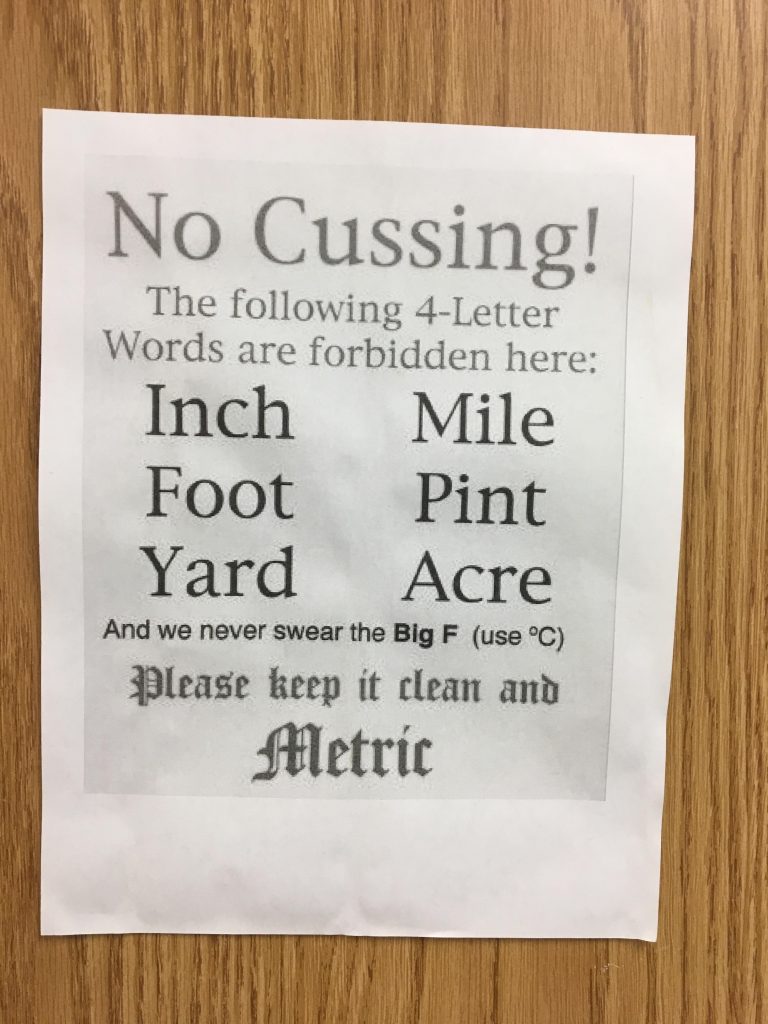 No Cussing!
The following 4-Letter
Words are forbidden here:
Inch Mile
Foot Pint
Yard Acre
And we never swear the Big F (use ºC)
Please keep it clean and
Metric